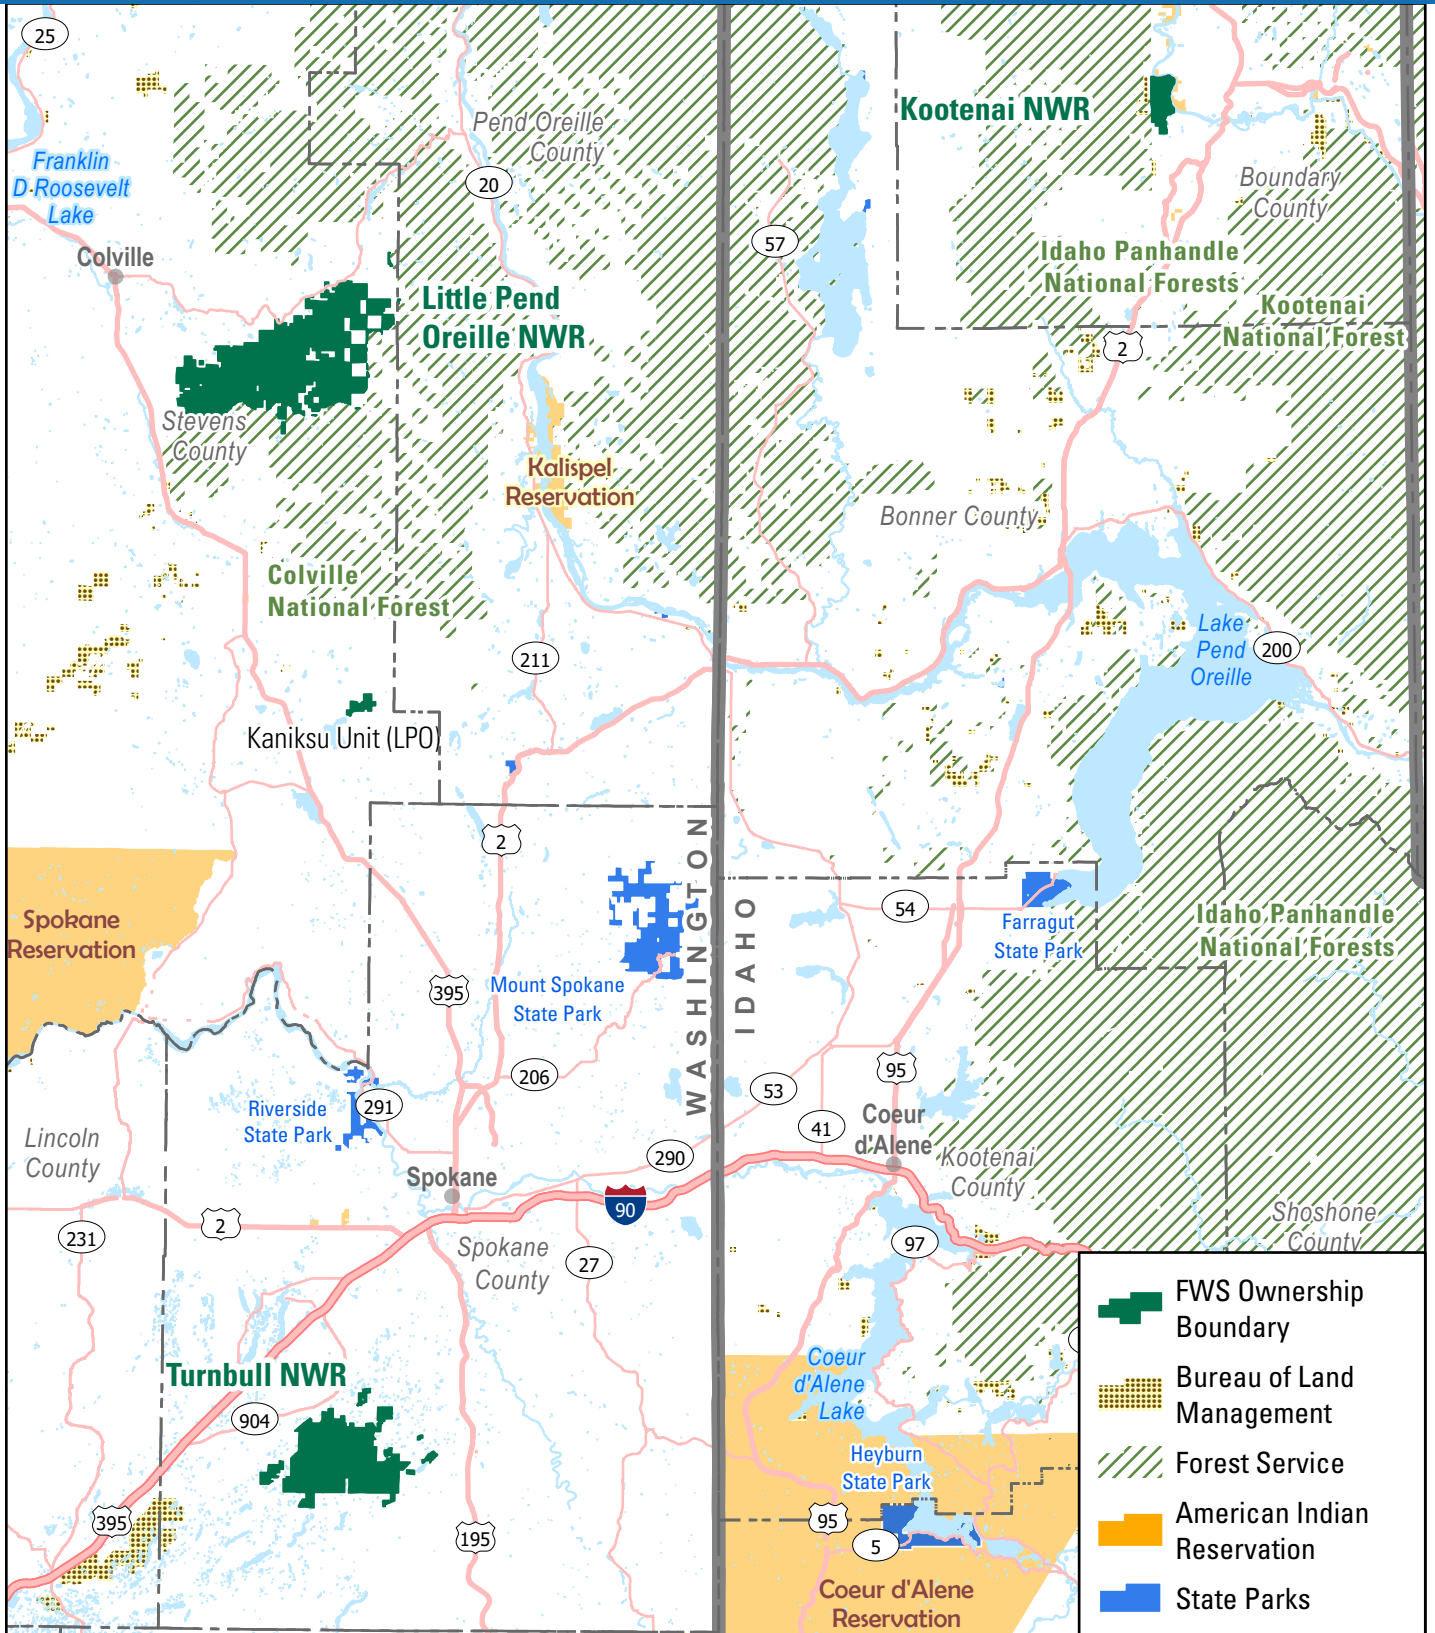 25
Franklin
D Roosevelt
Lake
Colville
Pend Oreille
County
20
Little Pend
Oreille NWR
Stevens
County
Kalispel
Reservation
Colville
National Forest
211
Kaniksu Unit (LPO)
2
57
Kootenai NWR
Boundary
County
Idaho Panhandle
National Forests
Kootenai
National Forest
2
Bonner County
Lake
Pend
Oreille
200
Spokane
Reservation
395
Mount Spokane
State Park
WASHINGTON
IDAHO
54
Farragut
State Park
Idaho Panhandle
National Forests
206
53
95
Riverside
State Park
291
41
Coeur
d'Alene
Lincoln
County
Spokane
290
Kootenai
County
90
231
2
Spokane
County
27
97
Shoshone
County
Turnbull NWR
904
Coeur
d'Alene
Lake
Heyburn
State Park
395
195
95
5
Coeur d'Alene
Reservation
FWS Ownership
Boundary
Bureau of Land
Management
Forest Service
American Indian
Reservation
State Parks